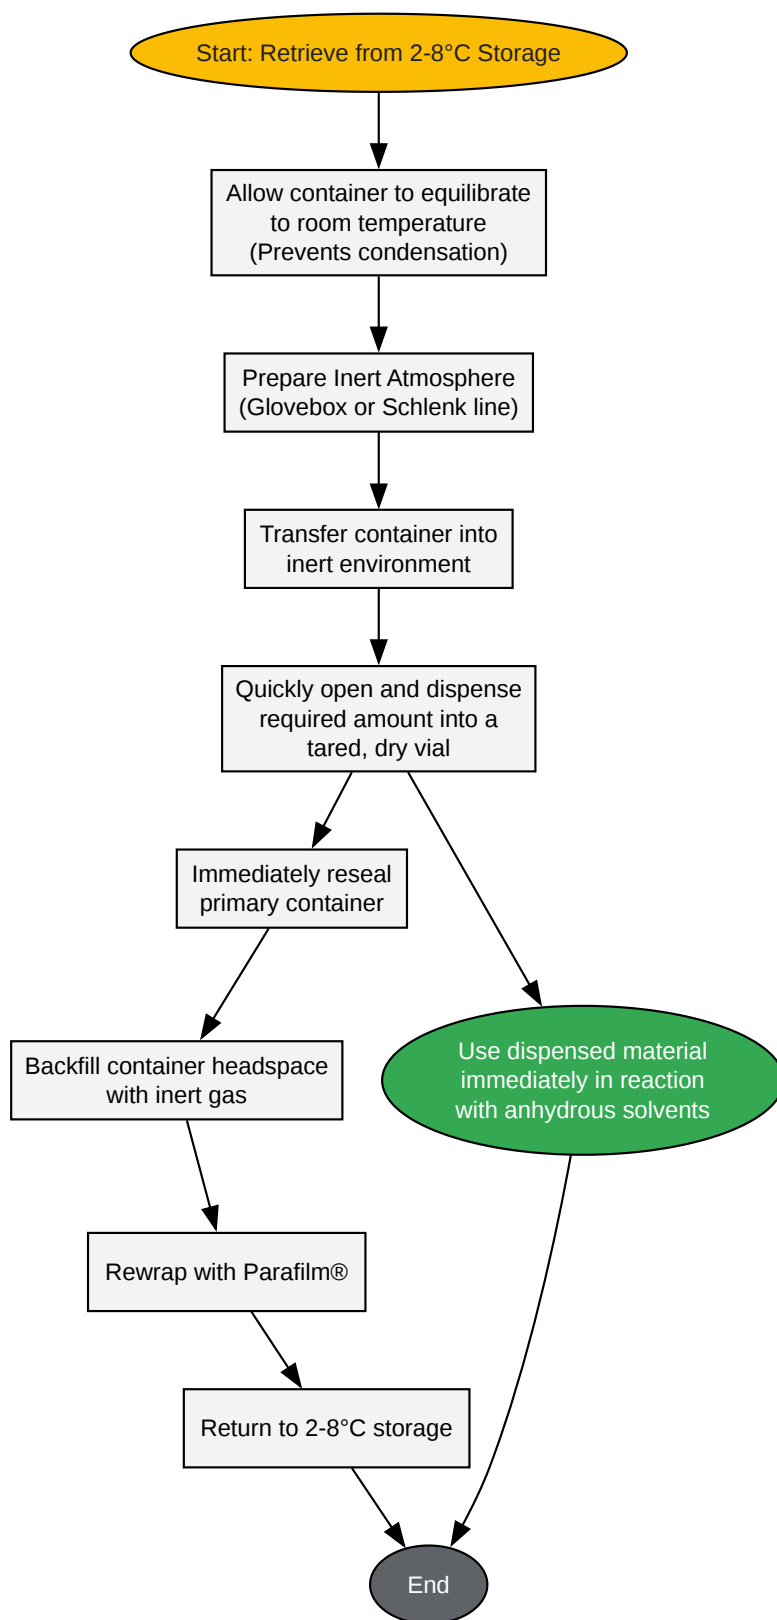 Start: Retrieve from 2-8°C Storage
Allow container to equilibrate
to room temperature
(Prevents condensation)
Prepare Inert Atmosphere
(Glovebox or Schlenk line)
Transfer container into
inert environment
Quickly open and dispense
required amount into a
tared, dry vial
Immediately reseal
primary container
Backfill container headspace
with inert gas
Use dispensed material
immediately in reaction
with anhydrous solvents
Rewrap with Parafilm®
Return to 2-8°C storage
End